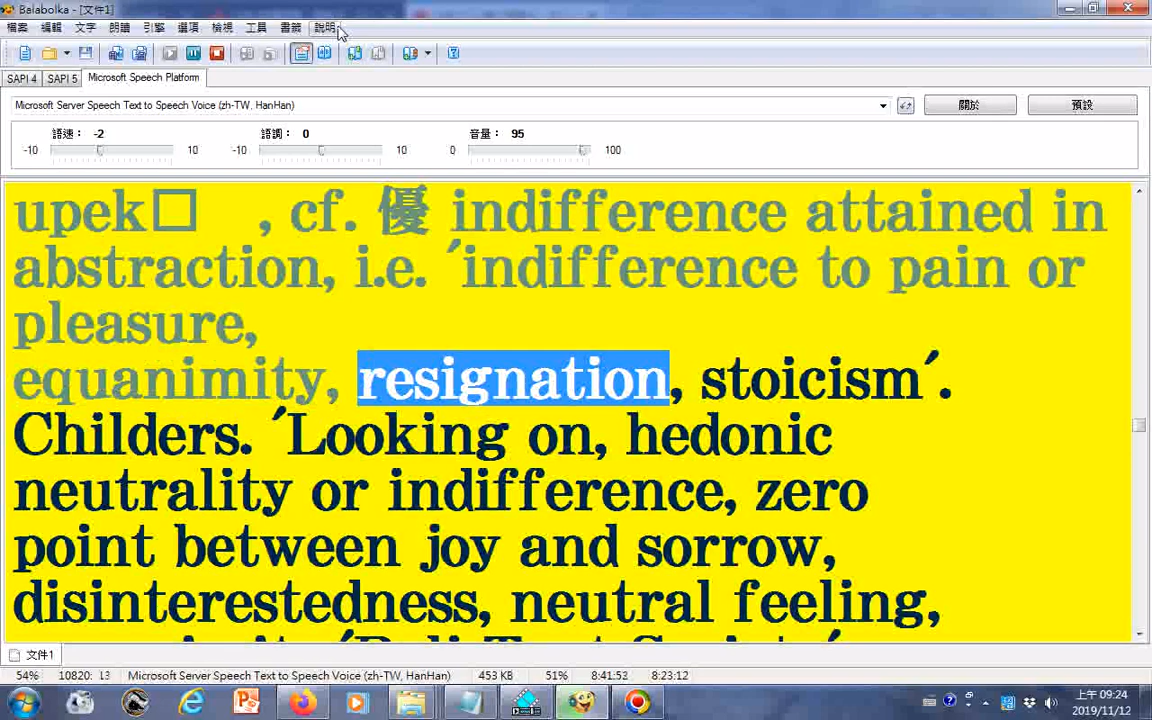 Balabolka - [文件1]
檔案 編輯 文字 朗讀 引擎 選項 檢視 工具 書籤 說明
SAPI 4 SAPI 5 Microsoft Speech Platform
Microsoft Server Speech Text to Speech Voice (zh-TW, HanHan) 關於 預設
語速： -2 語調： 0 音量： 95
-10 10 -10 10 0 100
upek□ , cf. 優 indifference attained in
abstraction, i.e. ′indifference to pain or
pleasure,
equanimity, resignation, stoicism′.
Childers. ′Looking on, hedonic
neutrality or indifference, zero
point between joy and sorrow,
disinterestedness, neutral feeling,
文件1
54% 10820: 13 Microsoft Server Speech Text to Speech Voice (zh-TW, HanHan) 453 KB 51% 8:41:52 8:23:12
上午 09:24
2019/11/12